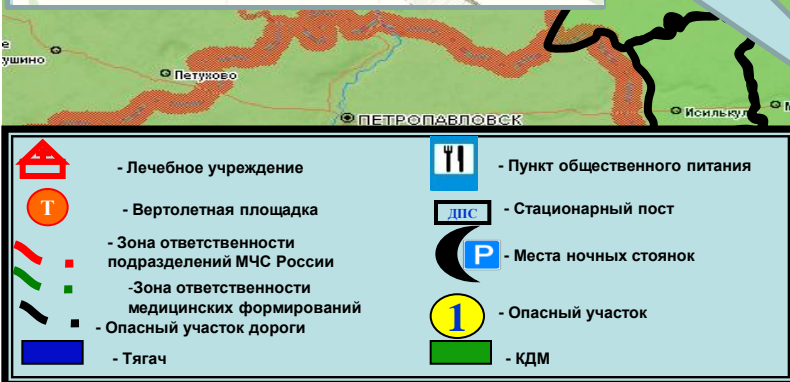 е
ушино
Петухово
ПЕТРОПАВЛОВСК
Исилькул
- Лечебное учреждение
Т
- Вертолетная площадка
- Зона ответственности
подразделений МЧС России
-Зона ответственности
медицинских формирований
- Опасный участок дороги
- Тягач
- Пункт общественного питания
ДПС
- Стационарный пост
P
- Места ночных стоянок
1
- Опасный участок
- КДМ